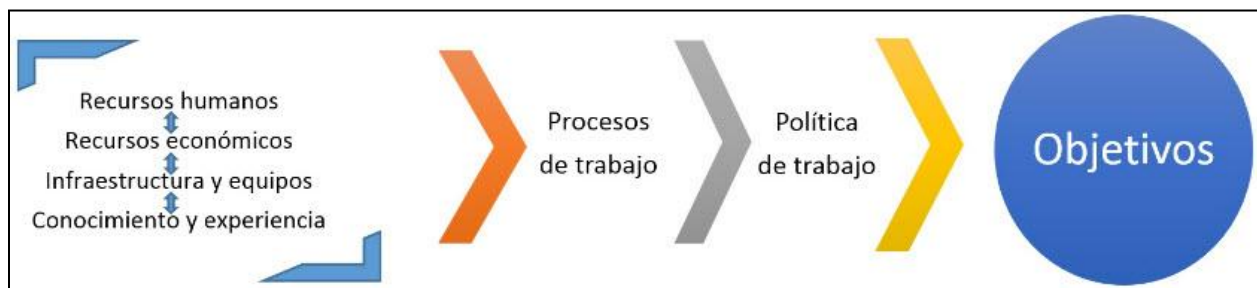 Recursos humanos
Recursos económicos
Infraestructura y equipos
Conocimiento y experiencia
Procesos
de trabajo
Política
de trabajo
Objetivos